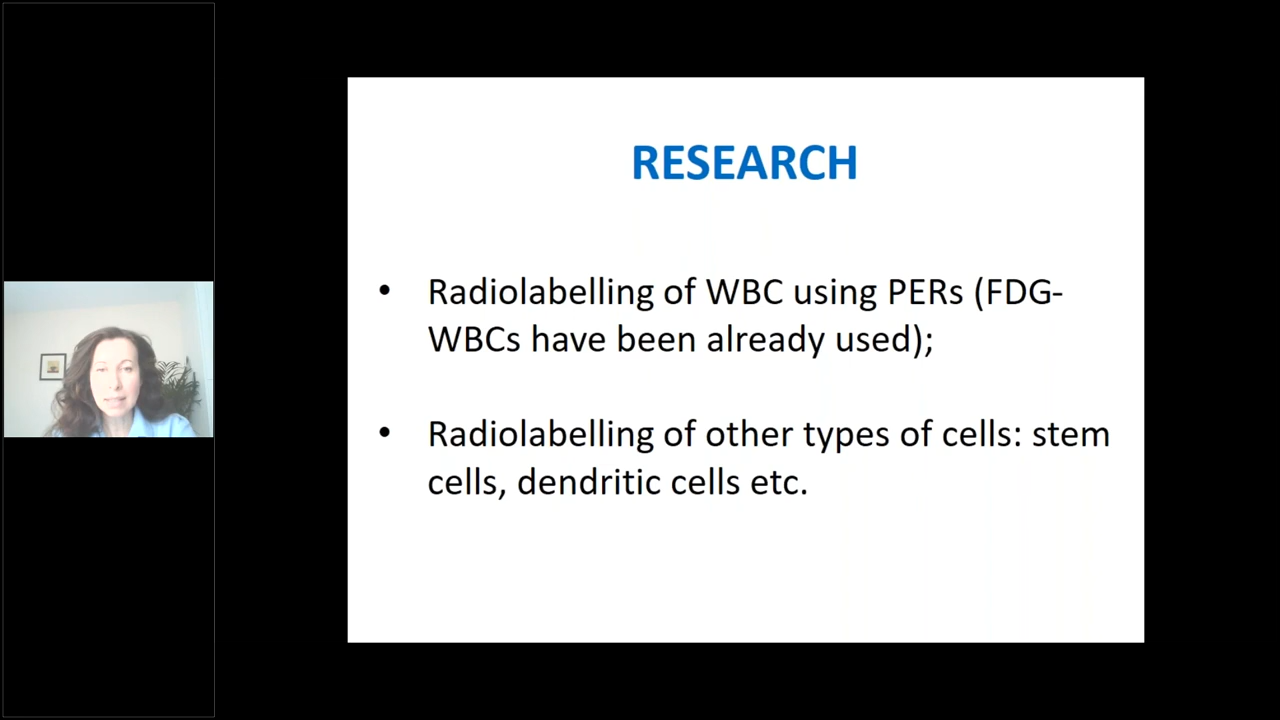 RESEARCH
• Radiolabelling of WBC using PERs (FDG-
WBCs have been already used);
• Radiolabelling of other types of cells: stem
cells, dendritic cells etc.